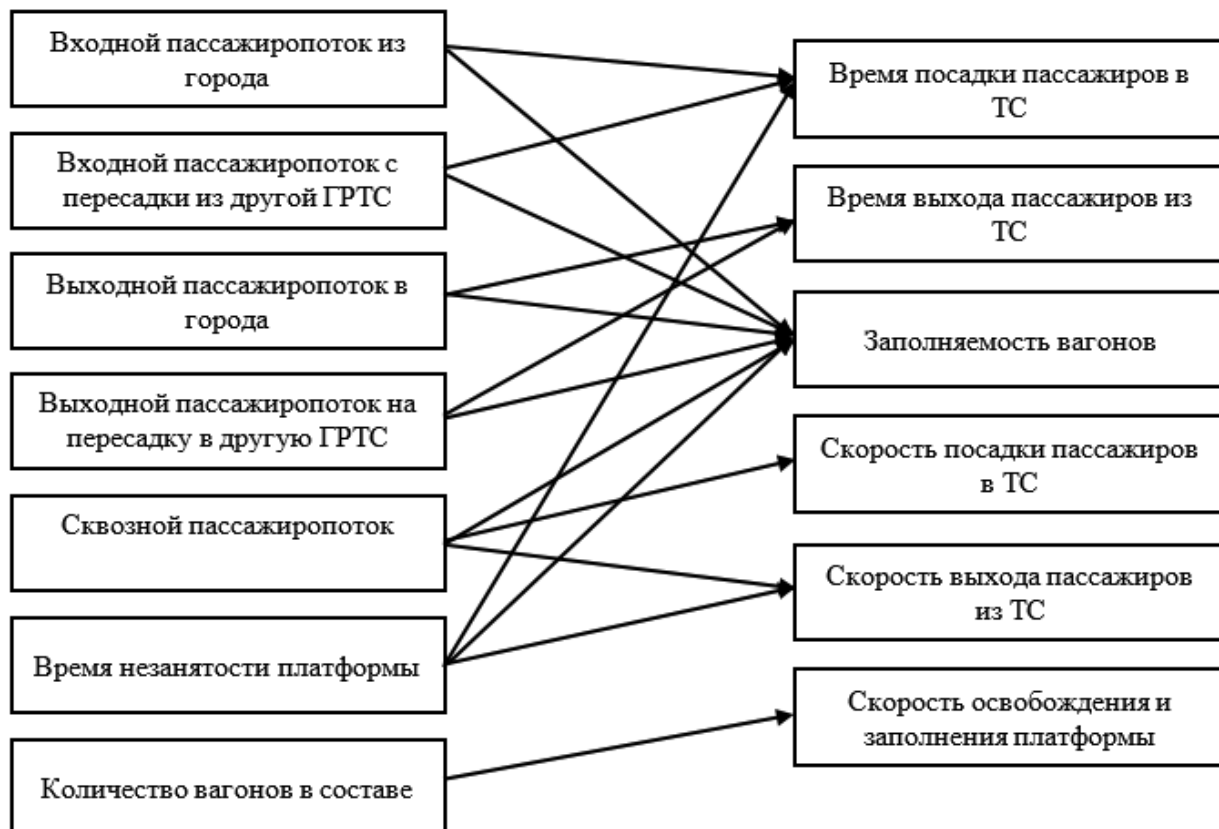 Входной пассажиропоток из
города
Входной пассажиропоток с
пересадки из другой ГРТС
Выходной пассажиропоток в
города
Выходной пассажиропоток на
пересадку в другую ГРТС
Сквозной пассажиропоток
Время незанятости платформы
Количество вагонов в составе
Время посадки пассажиров в
ТС
Время выхода пассажиров из
ТС
Заполняемость вагонов
Скорость посадки пассажиров
в ТС
Скорость выхода пассажиров
из ТС
Скорость освобождения и
заполнения платформы